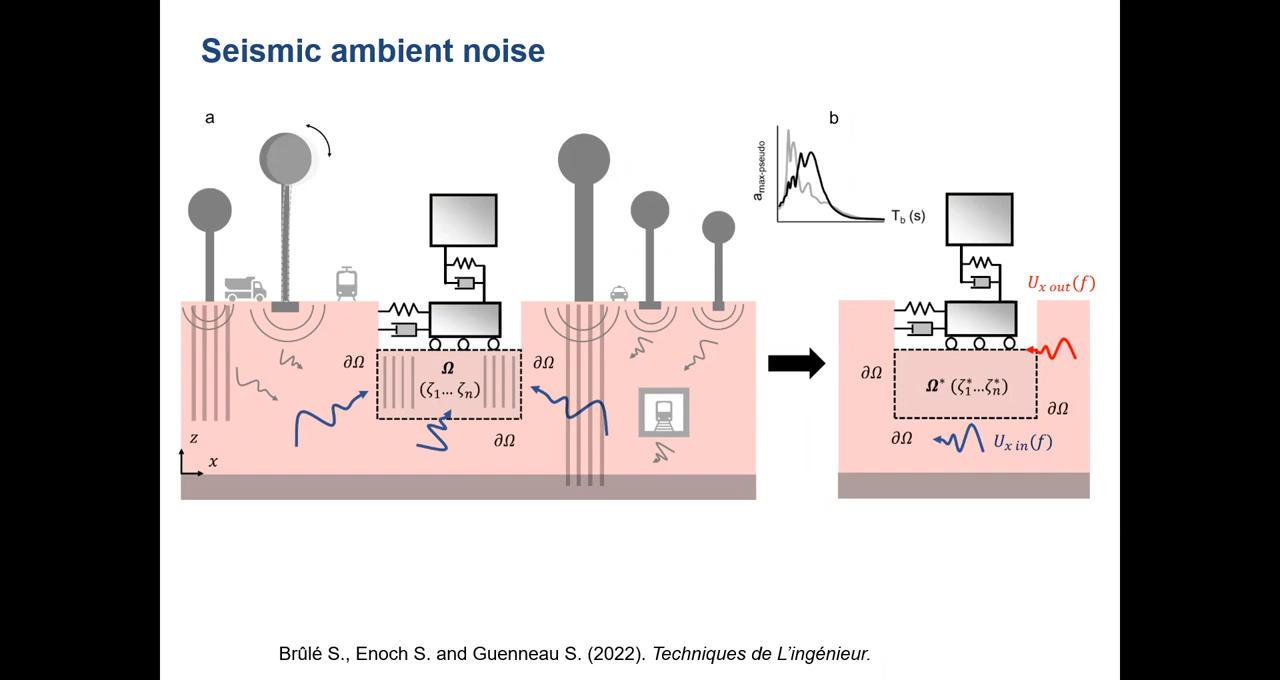 Seismic ambient noise
a
b
a max-pseudo
T_b (s)
U_x out(f)
∂Ω
Ω
(ζ₁… ζₙ)
∂Ω
∂Ω
z
x
∂Ω
Ω* (ζ₁*…ζₙ*)
∂Ω
∂Ω
U_x in(f)
Brûlé S., Enoch S. and Guenneau S. (2022). Techniques de L’ingénieur.